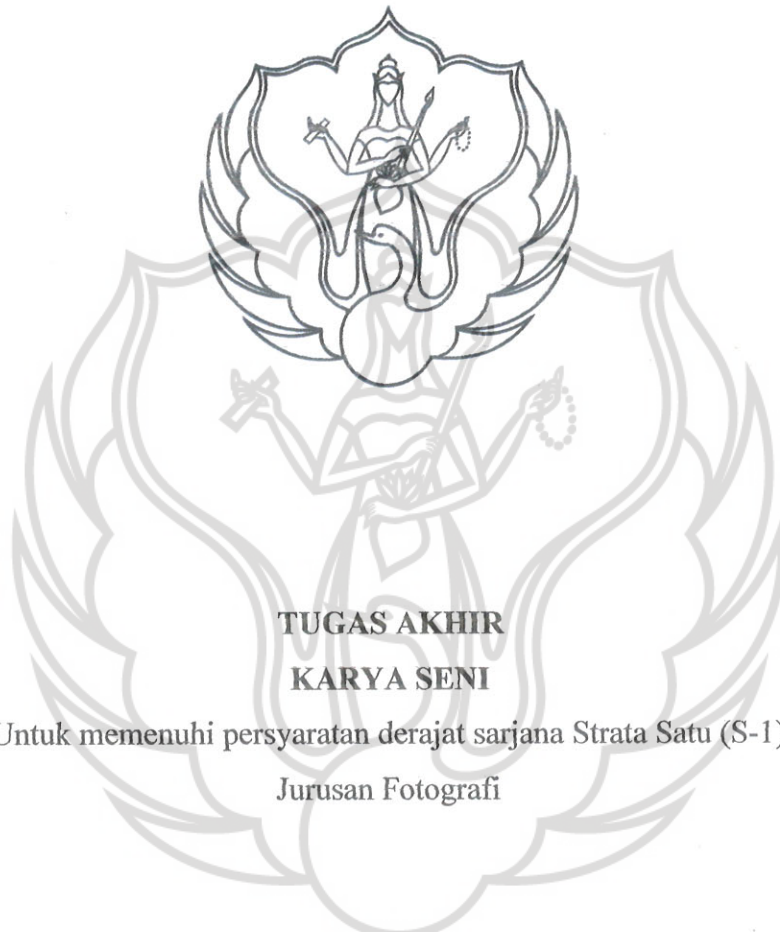 TUGAS AKHIR
KARYA SENI
Untuk memenuhi persyaratan derajat sarjana Strata Satu (S-1)
Jurusan Fotografi